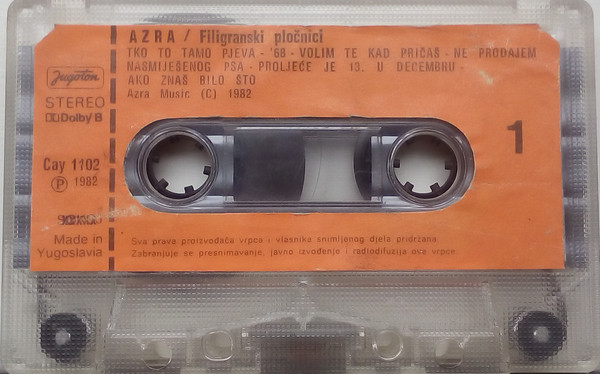 AZRA / Filigranski pločnici
TKO TO TAMO PJEVA - '68 - VOLIM TE KAD PRIČAŠ - NE PRODAJEM
NASMIJEŠENOG PSA - PROLJEĆE JE 13. U DECEMBRU -
AKO ZNAŠ BILO ŠTO
Azra Music (C) 1982
Jugoton
STEREO
Dolby B
Cay 1102
P 1982
Made in
Yugoslavia
1
Sva prava proizvođača vrpca i vlasnika snimljenog djela pridržana.
Zabranjuje se presnimavanje, javno izvođenje i radiodifuzija ove vrpce.